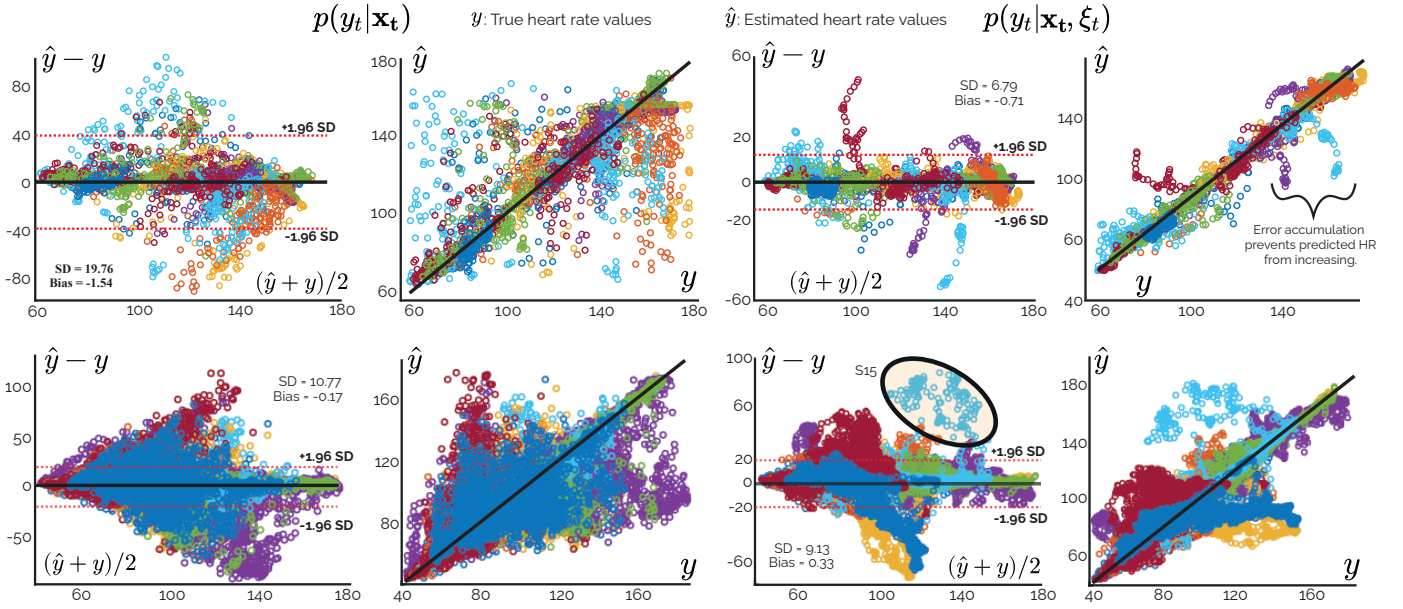 p(y_t|x_t)
y: True heart rate values
ŷ: Estimated heart rate values
p(y_t|x_t, ξ_t)
ŷ − y
80
40
0
-40
-80
+1.96 SD
-1.96 SD
SD = 19.76
Bias = -1.54
(ŷ + y)/2
60 100 140 180
ŷ
180
140
100
60
y
60 80 100 120 140 160 180
ŷ − y
60
20
0
-20
-60
SD = 6.79
Bias = -0.71
+1.96 SD
-1.96 SD
(ŷ + y)/2
60 100 140 180
ŷ
140
100
60
40
Error accumulation
prevents predicted HR
from increasing.
y
60 100 140
ŷ − y
100
50
0
-50
SD = 10.77
Bias = -0.17
+1.96 SD
-1.96 SD
(ŷ + y)/2
60 100 140 180
ŷ
160
120
80
y
40 80 120 160
ŷ − y
100
60
20
0
-20
-60
S15
+1.96 SD
-1.96 SD
SD = 9.13
Bias = 0.33
(ŷ + y)/2
60 100 140 180
ŷ
180
140
100
60
y
40 80 120 160